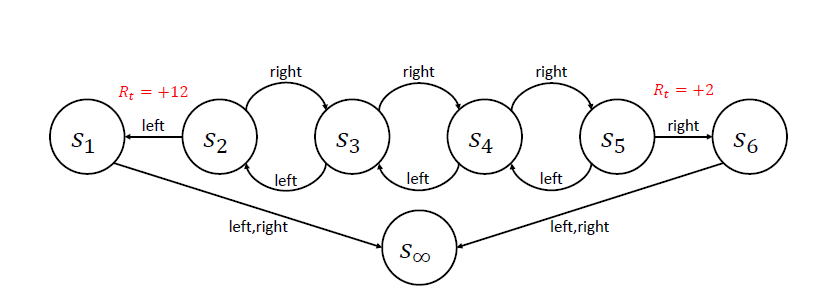 right
right
right
R_t = +12
R_t = +2
left
right
S_1
S_2
S_3
S_4
S_5
S_6
left
left
left
left,right
left,right
S_∞